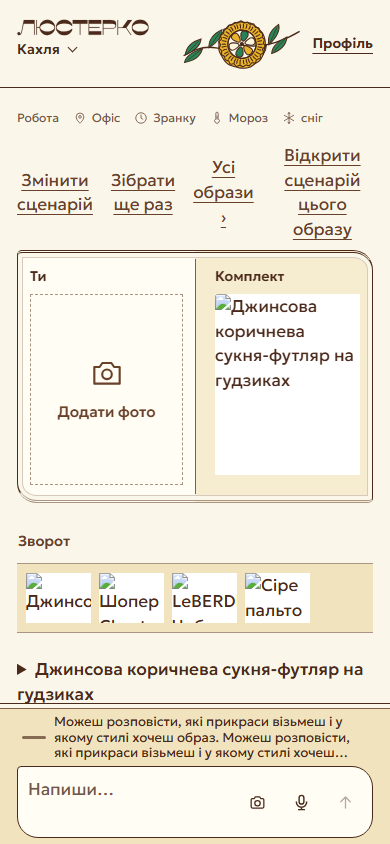 ЛЮСТЕРКО
Кахля
Профіль
Робота Офіс Зранку Мороз сніг
Змінити сценарій
Зібрати ще раз
Усі образи ›
Відкрити сценарій цього образу
Ти
Комплект
Додати фото
Джинсова
коричнева
сукня-футляр на
ґудзиках
Зворот
Джинсо
Шопер
LeBERD
Сіре
пальто
Джинсова коричнева сукня-футляр на
ґудзиках
Можеш розповісти, які прикраси візьмеш і у
якому стилі хочеш образ. Можеш розповісти,
які прикраси візьмеш і у якому стилі хочеш…
Напиши…